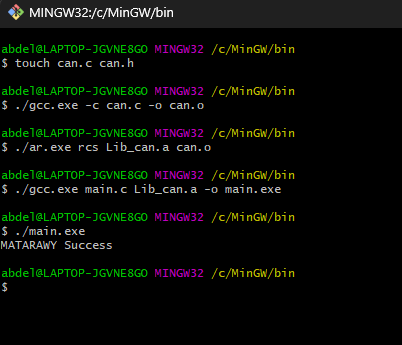 MINGW32:/c/MinGW/bin
abdel@LAPTOP-JGVNE8GO MINGW32 /c/MinGW/bin
$ touch can.c can.h
abdel@LAPTOP-JGVNE8GO MINGW32 /c/MinGW/bin
$ ./gcc.exe -c can.c -o can.o
abdel@LAPTOP-JGVNE8GO MINGW32 /c/MinGW/bin
$ ./ar.exe rcs Lib_can.a can.o
abdel@LAPTOP-JGVNE8GO MINGW32 /c/MinGW/bin
$ ./gcc.exe main.c Lib_can.a -o main.exe
abdel@LAPTOP-JGVNE8GO MINGW32 /c/MinGW/bin
$ ./main.exe
MATARAWY Success
abdel@LAPTOP-JGVNE8GO MINGW32 /c/MinGW/bin
$